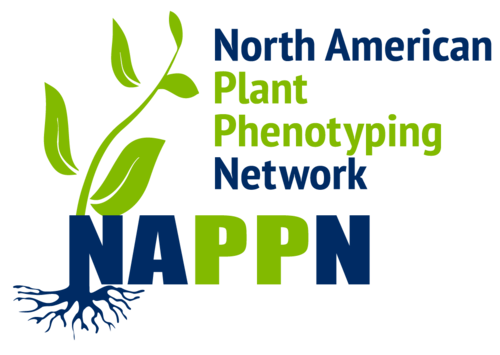 North American
Plant
Phenotyping
Network
NAPPN